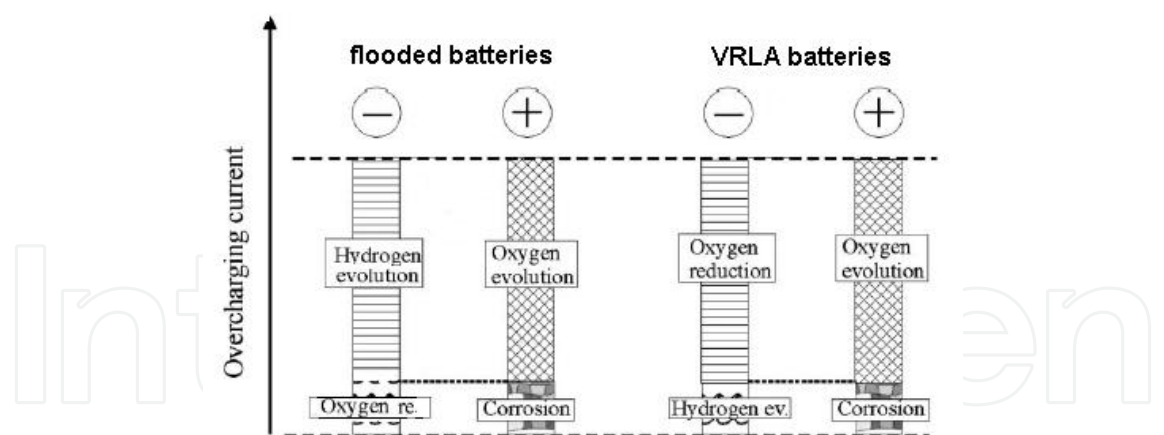 flooded batteries
VRLA batteries
−
+
−
+
Overcharging current
Hydrogen
evolution
Oxygen
evolution
Oxygen
reduction
Oxygen
evolution
Oxygen re.
Corrosion
Hydrogen ev.
Corrosion
Inten